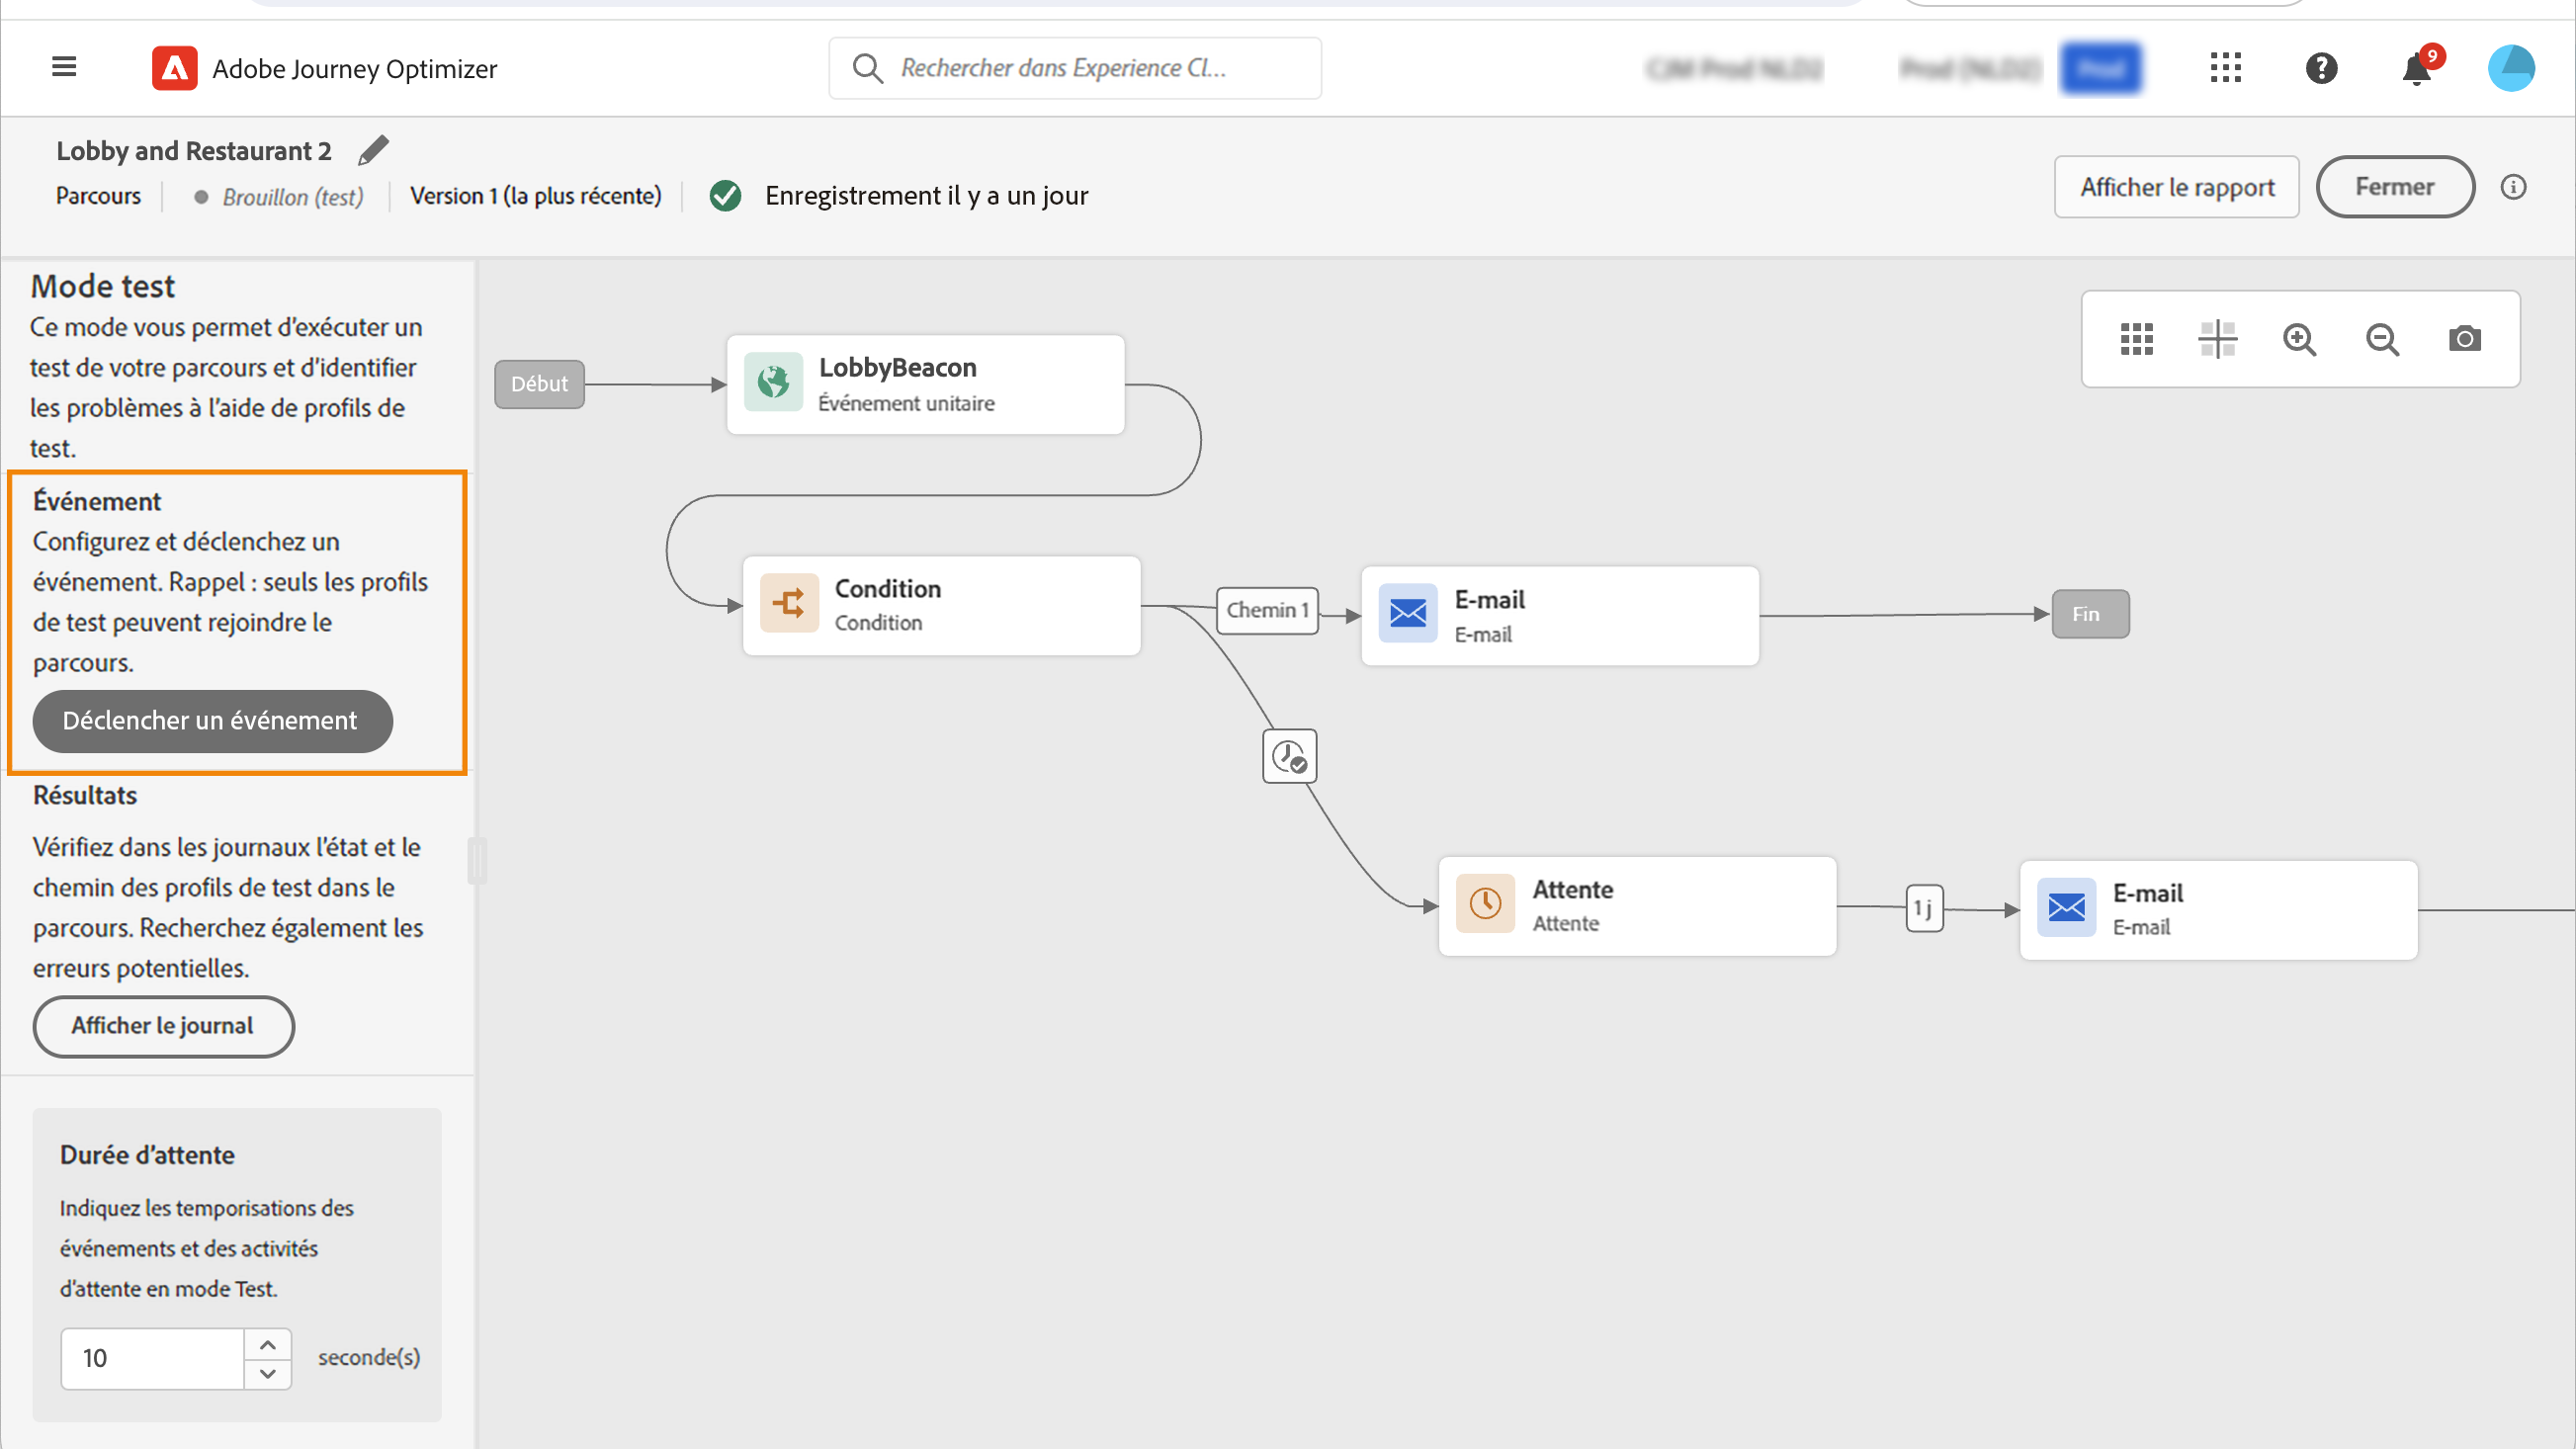 Adobe Journey Optimizer
Rechercher dans Experience Cl...
9
Lobby and Restaurant 2
Parcours
Brouillon (test)
Version 1 (la plus récente)
Enregistrement il y a un jour
Afficher le rapport
Fermer
Mode test
Ce mode vous permet d’exécuter un
test de votre parcours et d’identifier
les problèmes à l’aide de profils de
test.
Événement
Configurez et déclenchez un
événement. Rappel : seuls les profils
de test peuvent rejoindre le
parcours.
Déclencher un événement
Résultats
Vérifiez dans les journaux l’état et le
chemin des profils de test dans le
parcours. Recherchez également les
erreurs potentielles.
Afficher le journal
Durée d’attente
Indiquez les temporisations des
événements et des activités
d’attente en mode Test.
10
seconde(s)
Début
LobbyBeacon
Événement unitaire
Condition
Condition
Chemin 1
E-mail
E-mail
Fin
Attente
Attente
1 j
E-mail
E-mail